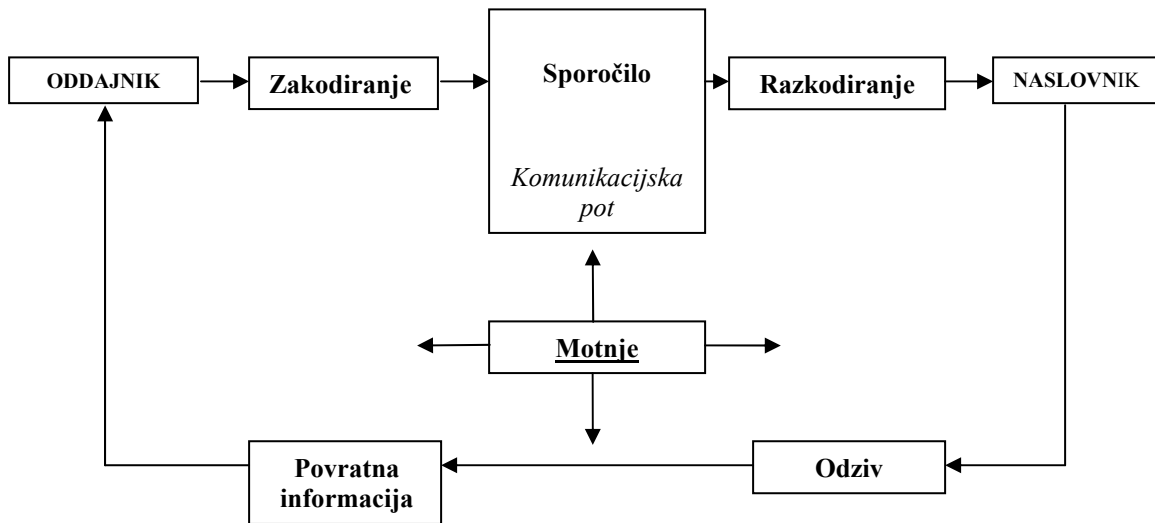 ODDAJNIK
Zakodiranje
Sporočilo
Komunikacijska
pot
Razkodiranje
NASLOVNIK
Motnje
Povratna
informacija
Odziv